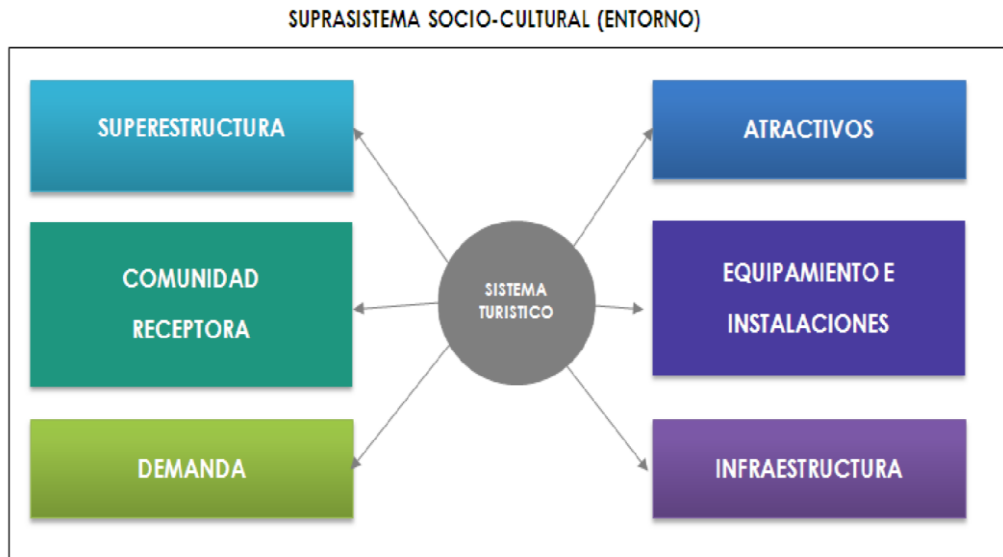 SUPRASISTEMA SOCIO-CULTURAL (ENTORNO)
SUPERESTRUCTURA
ATRACTIVOS
COMUNIDAD
RECEPTORA
SISTEMA
TURISTICO
EQUIPAMIENTO E
INSTALACIONES
DEMANDA
INFRAESTRUCTURA